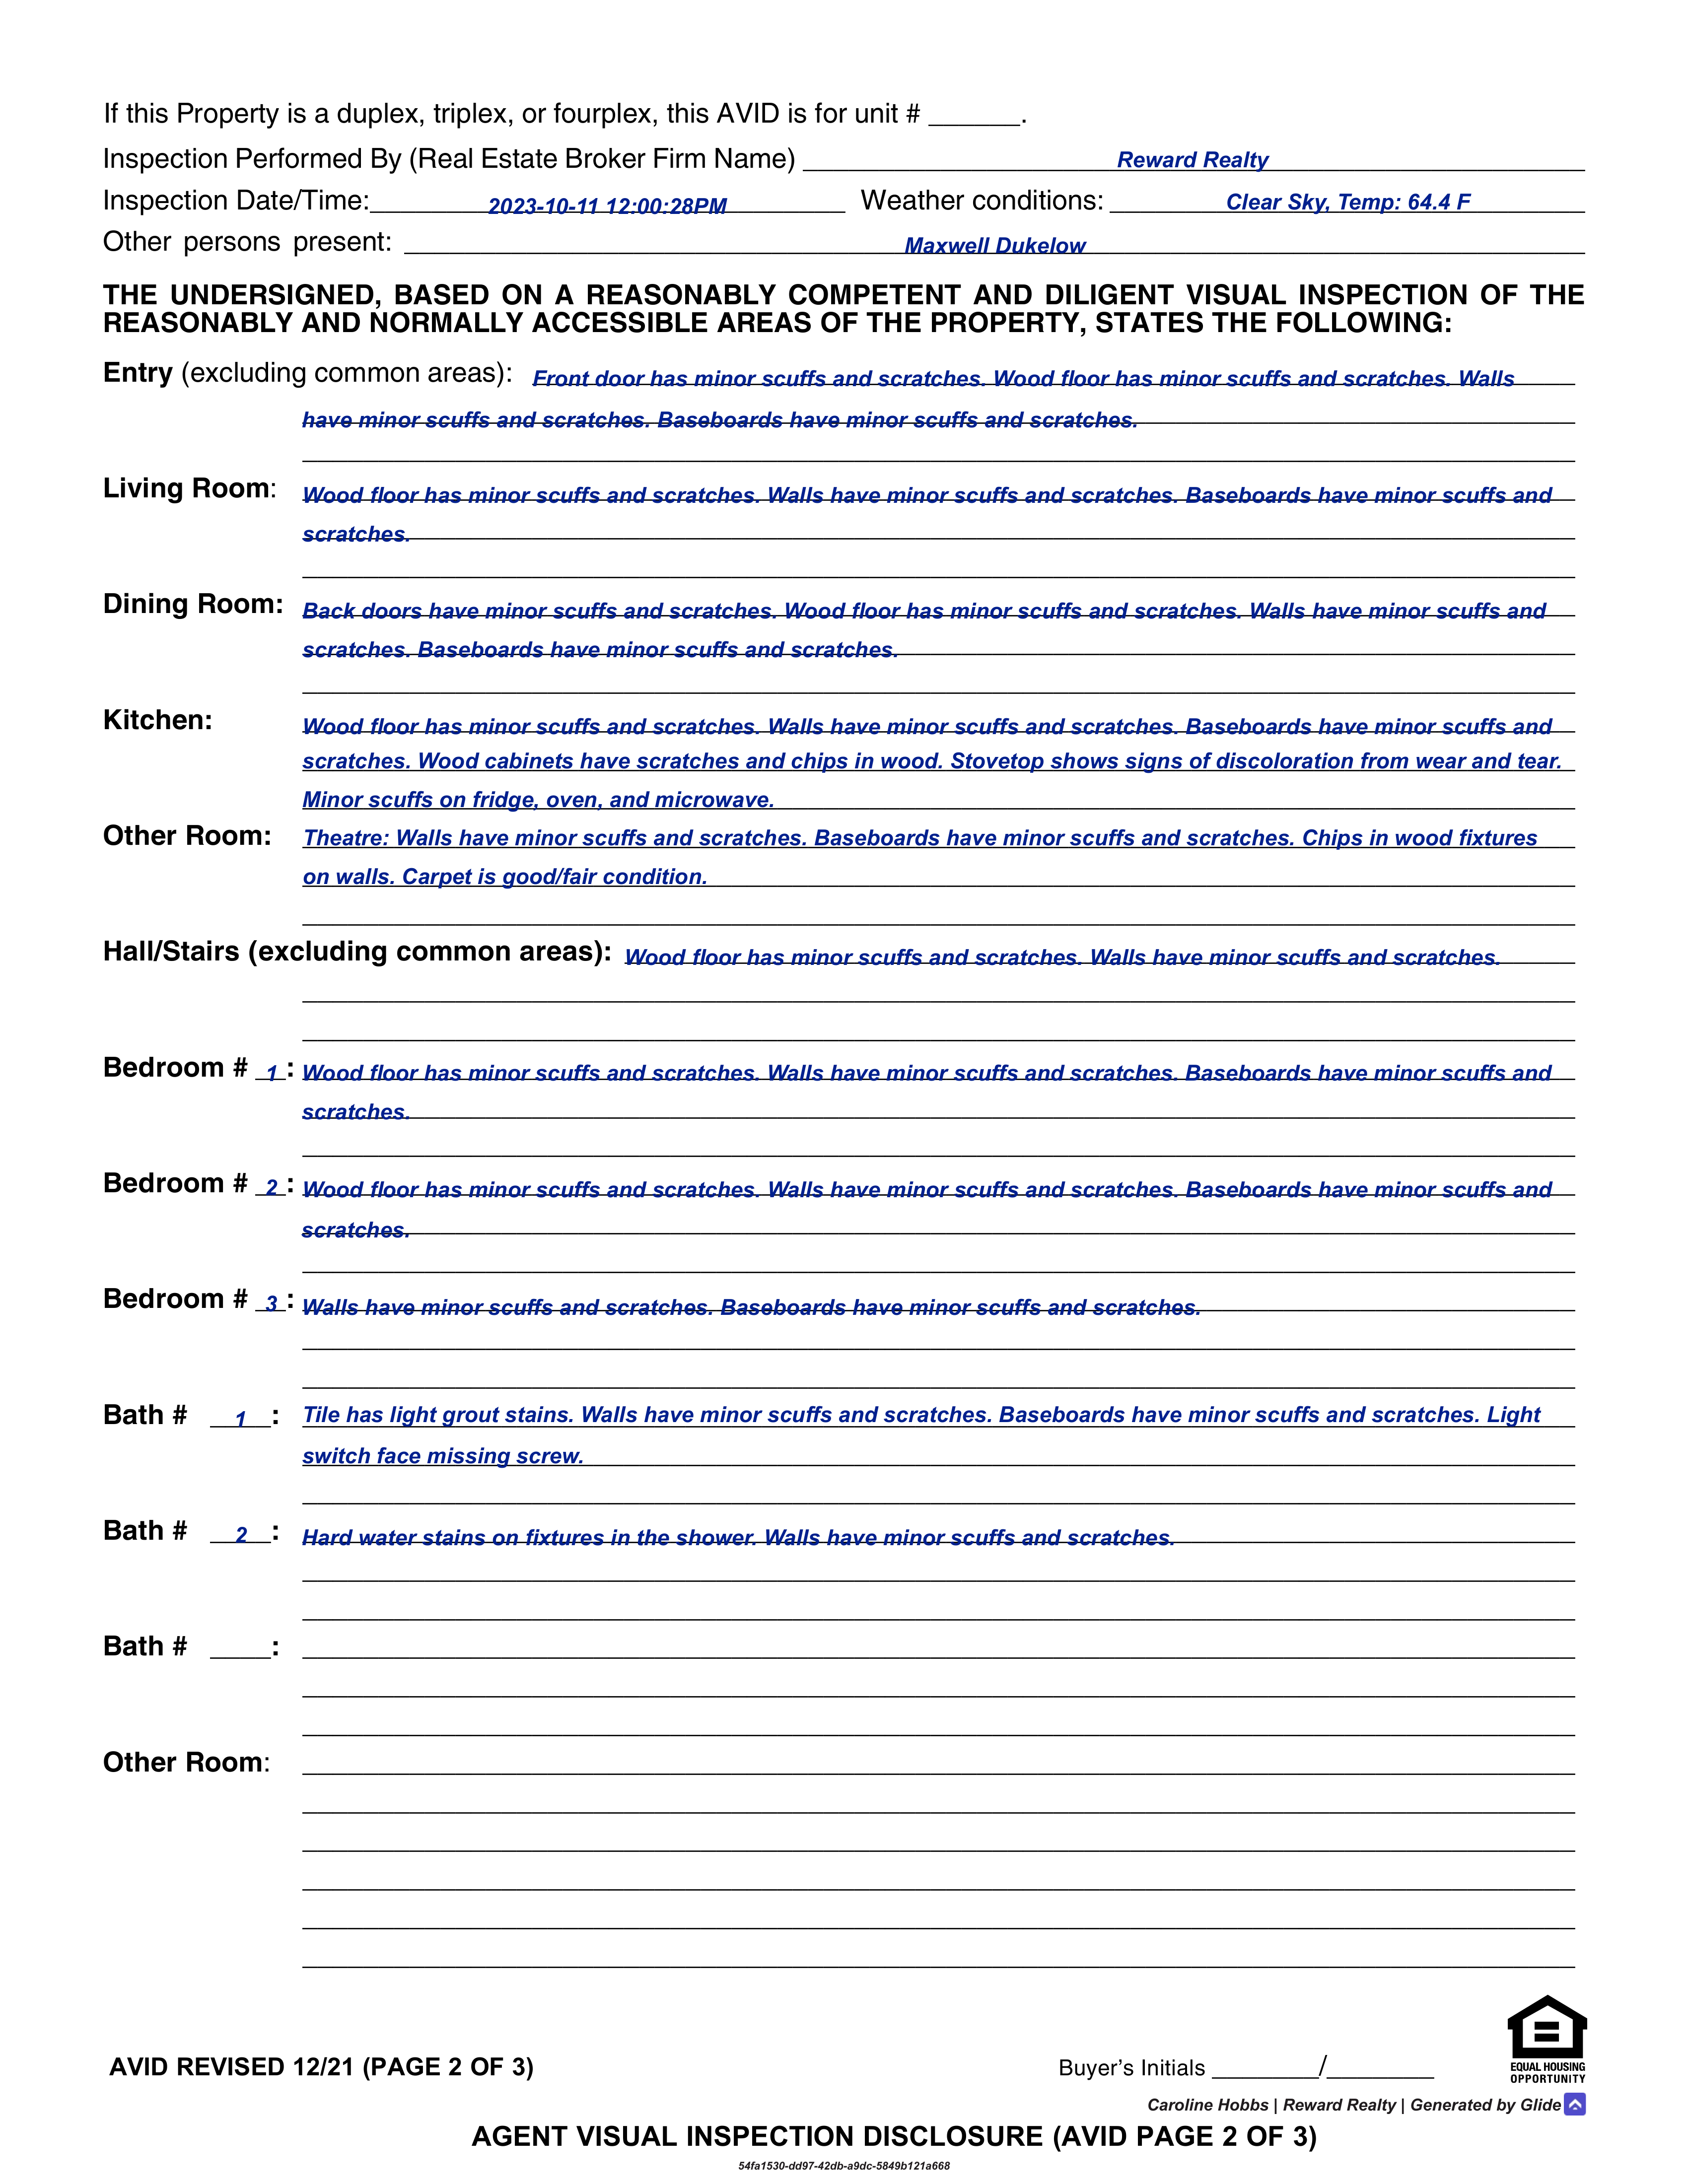 If this Property is a duplex, triplex, or fourplex, this AVID is for unit # ______.
Inspection Performed By (Real Estate Broker Firm Name) Reward Realty
Inspection Date/Time: 2023-10-11 12:00:28PM Weather conditions: Clear Sky, Temp: 64.4 F
Other persons present: Maxwell Dukelow
THE UNDERSIGNED, BASED ON A REASONABLY COMPETENT AND DILIGENT VISUAL INSPECTION OF THE
REASONABLY AND NORMALLY ACCESSIBLE AREAS OF THE PROPERTY, STATES THE FOLLOWING:
Entry (excluding common areas): Front door has minor scuffs and scratches. Wood floor has minor scuffs and scratches. Walls
have minor scuffs and scratches. Baseboards have minor scuffs and scratches.
Living Room: Wood floor has minor scuffs and scratches. Walls have minor scuffs and scratches. Baseboards have minor scuffs and
scratches.
Dining Room: Back doors have minor scuffs and scratches. Wood floor has minor scuffs and scratches. Walls have minor scuffs and
scratches. Baseboards have minor scuffs and scratches.
Kitchen: Wood floor has minor scuffs and scratches. Walls have minor scuffs and scratches. Baseboards have minor scuffs and
scratches. Wood cabinets have scratches and chips in wood. Stovetop shows signs of discoloration from wear and tear.
Minor scuffs on fridge, oven, and microwave.
Other Room: Theatre: Walls have minor scuffs and scratches. Baseboards have minor scuffs and scratches. Chips in wood fixtures
on walls. Carpet is good/fair condition.
Hall/Stairs (excluding common areas): Wood floor has minor scuffs and scratches. Walls have minor scuffs and scratches.
Bedroom # 1: Wood floor has minor scuffs and scratches. Walls have minor scuffs and scratches. Baseboards have minor scuffs and
scratches.
Bedroom # 2: Wood floor has minor scuffs and scratches. Walls have minor scuffs and scratches. Baseboards have minor scuffs and
scratches.
Bedroom # 3: Walls have minor scuffs and scratches. Baseboards have minor scuffs and scratches.
Bath # 1: Tile has light grout stains. Walls have minor scuffs and scratches. Baseboards have minor scuffs and scratches. Light
switch face missing screw.
Bath # 2: Hard water stains on fixtures in the shower. Walls have minor scuffs and scratches.
Bath # ____:
Other Room:
AVID REVISED 12/21 (PAGE 2 OF 3) Buyer's Initials ________/________
EQUAL HOUSING
OPPORTUNITY
Caroline Hobbs | Reward Realty | Generated by Glide
AGENT VISUAL INSPECTION DISCLOSURE (AVID PAGE 2 OF 3)
54fa1530-dd97-42db-a9dc-5849b121a668